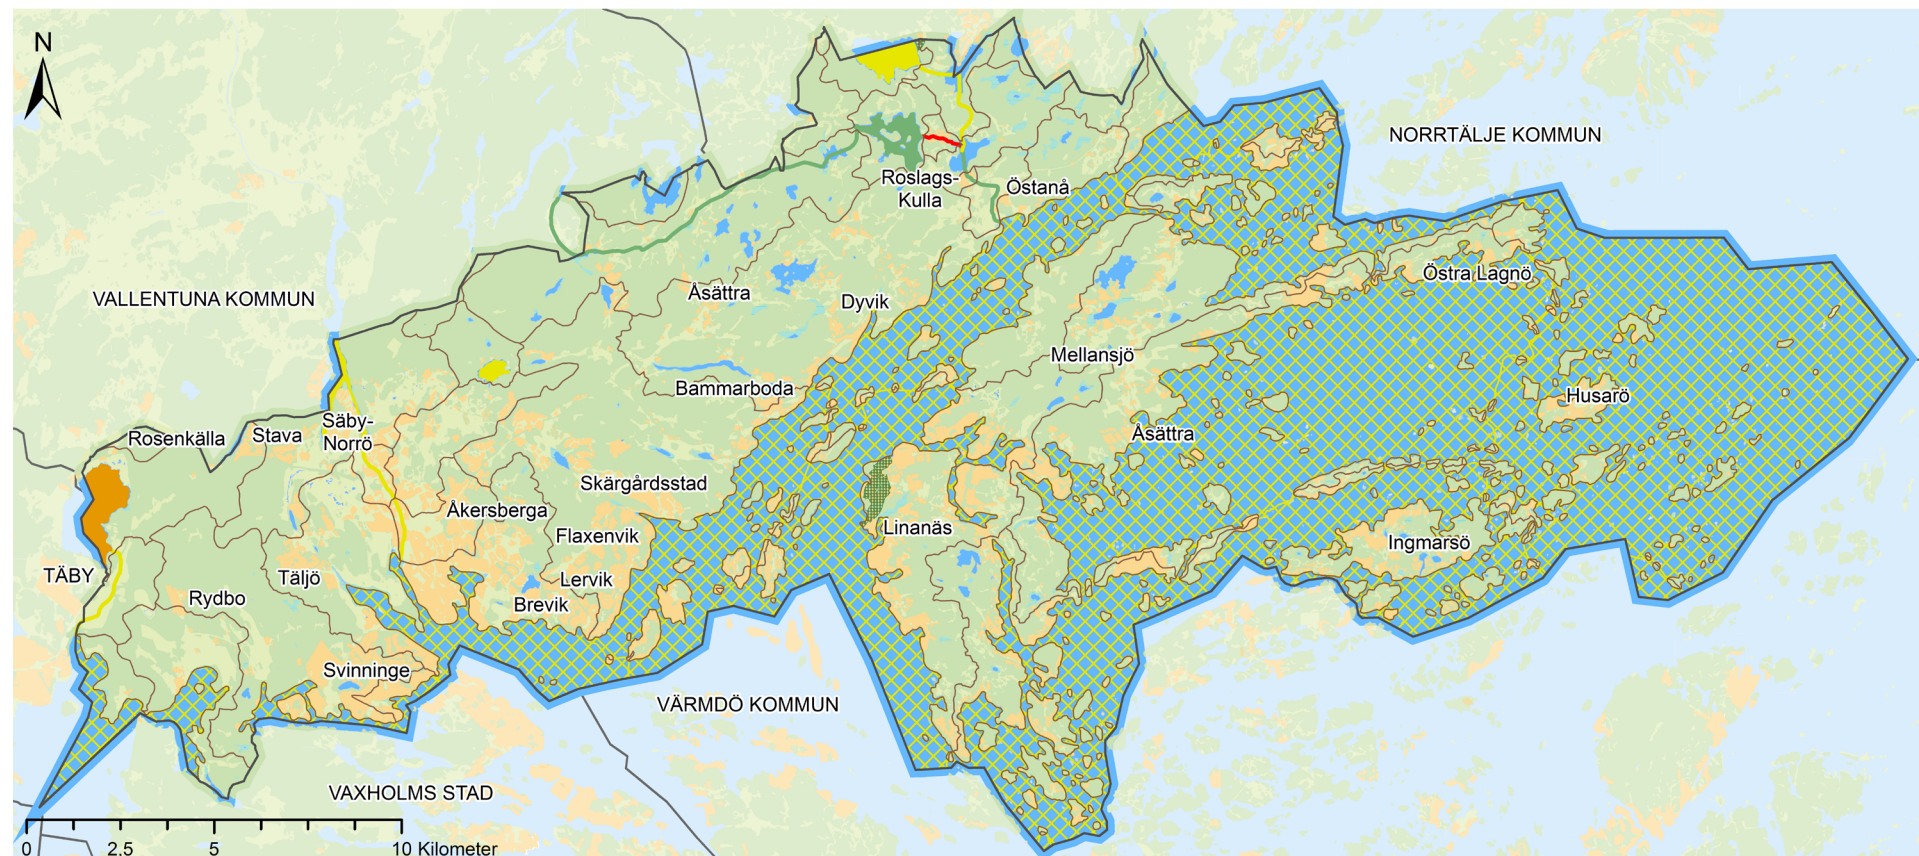 N
NORRTÄLJE KOMMUN
Roslags-
Kulla
Östanå
Östra Lagnö
VALLENTUNA KOMMUN
Åsättra
Dyvik
Mellansjö
Bammarboda
Husarö
Säby-
Norrö
Stava
Rosenkälla
Åsättra
Skärgårdsstad
Åkersberga
Flaxenvik
Linanäs
Ingmarsö
TÄBY
Täljö
Lervik
Rydbo
Brevik
Svinninge
VÄRMDÖ KOMMUN
VAXHOLMS STAD
0 2.5 5 10 Kilometer